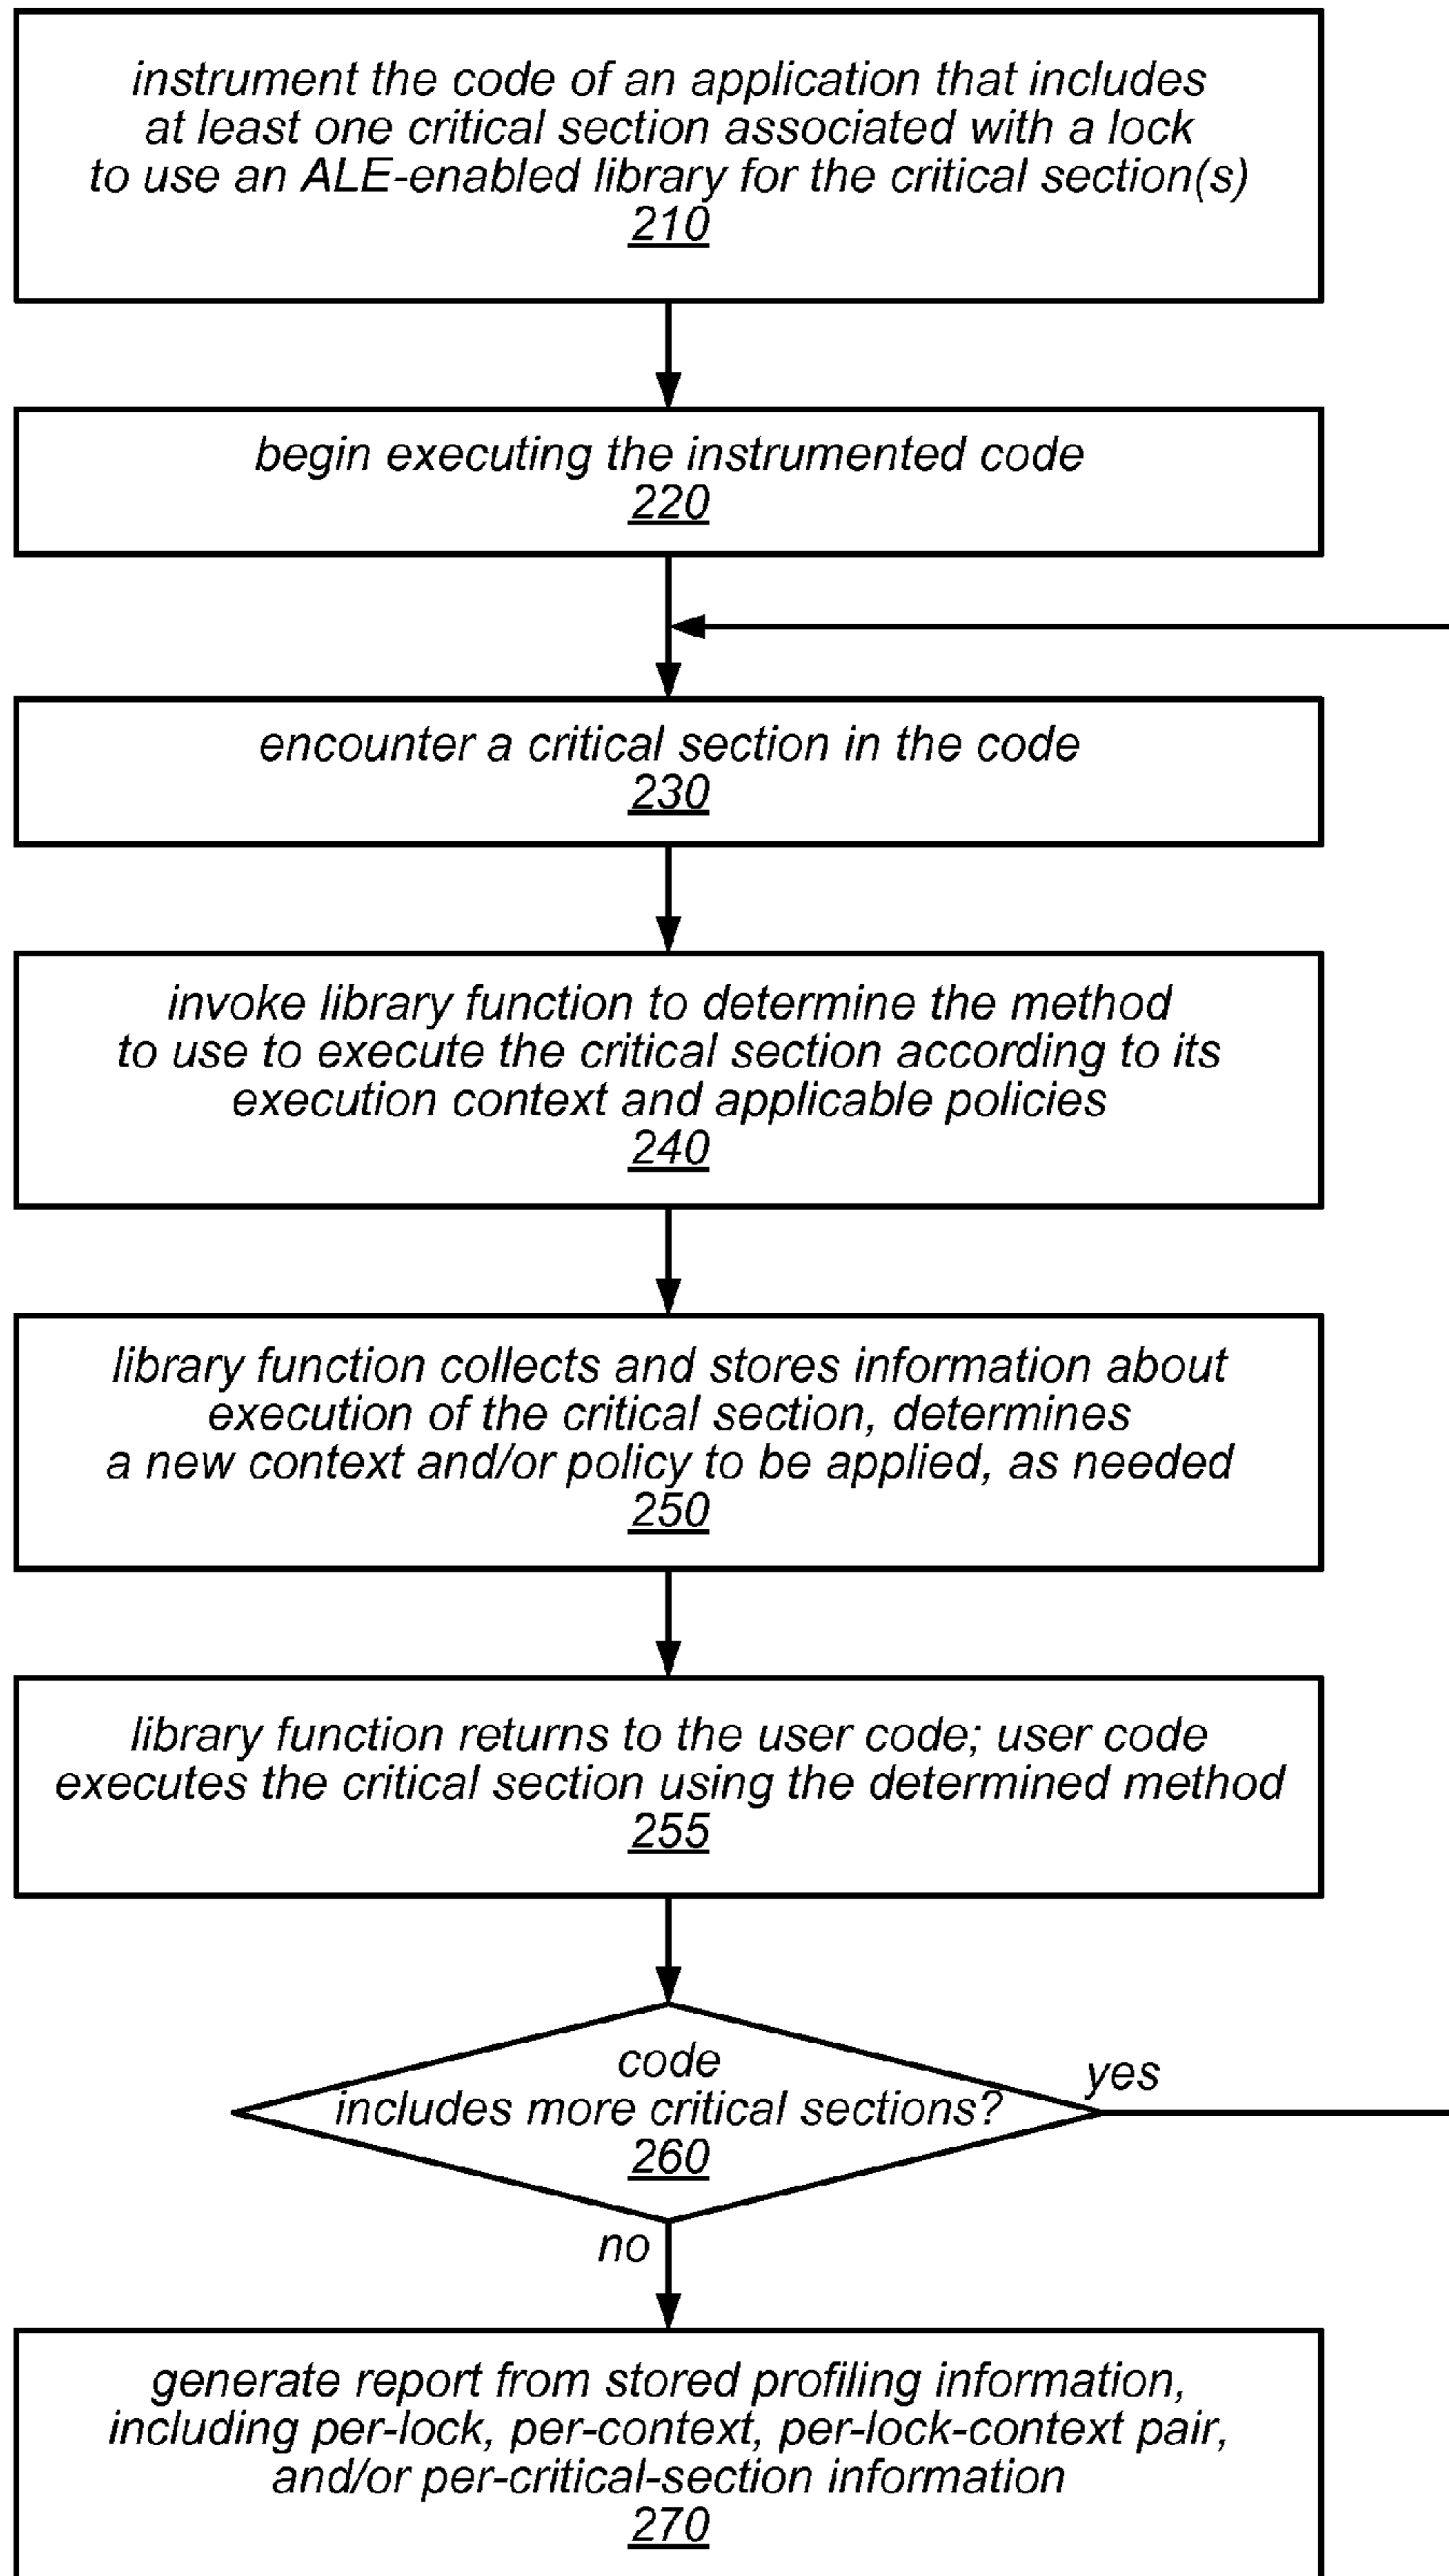 instrument the code of an application that includes
at least one critical section associated with a lock
to use an ALE-enabled library for the critical section(s)
210
begin executing the instrumented code
220
encounter a critical section in the code
230
invoke library function to determine the method
to use to execute the critical section according to its
execution context and applicable policies
240
library function collects and stores information about
execution of the critical section, determines
a new context and/or policy to be applied, as needed
250
library function returns to the user code; user code
executes the critical section using the determined method
255
code
includes more critical sections?
260
yes
no
generate report from stored profiling information,
including per-lock, per-context, per-lock-context pair,
and/or per-critical-section information
270